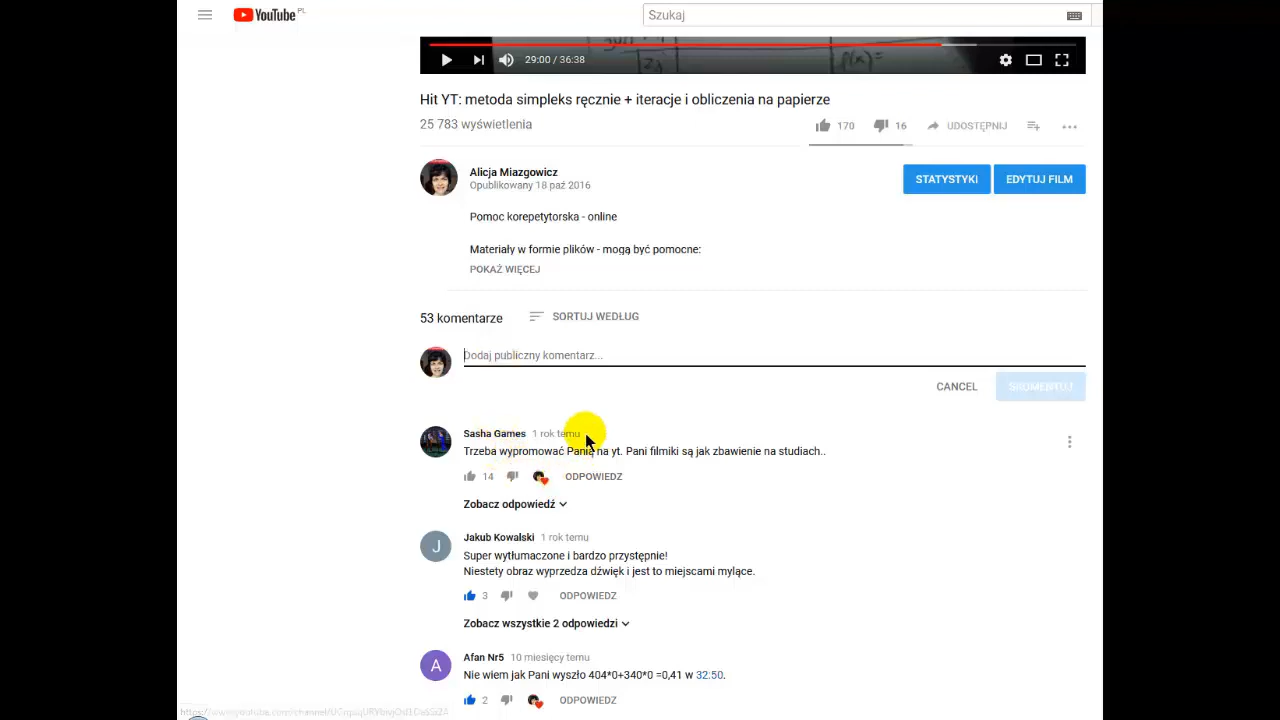 YouTube PL
Szukaj
29:00 / 36:38
Hit YT: metoda simpleks ręcznie + iteracje i obliczenia na papierze
25 783 wyświetlenia
170
16
UDOSTĘPNIJ
Alicja Miazgowicz
Opublikowany 18 paź 2016
STATYSTYKI
EDYTUJ FILM
Pomoc korepetytorska - online
Materiały w formie plików - mogą być pomocne:
POKAŻ WIĘCEJ
53 komentarze
SORTUJ WEDŁUG
Dodaj publiczny komentarz...
CANCEL
SKOMENTUJ
Sasha Games 1 rok temu
Trzeba wypromować Panią na yt. Pani filmiki są jak zbawienie na studiach..
14
ODPOWIEDZ
Zobacz odpowiedź
J
Jakub Kowalski 1 rok temu
Super wytłumaczone i bardzo przystępnie!
Niestety obraz wyprzedza dźwięk i jest to miejscami mylące.
3
ODPOWIEDZ
Zobacz wszystkie 2 odpowiedzi
A
Afan Nr5 10 miesięcy temu
Nie wiem jak Pani wyszło 404*0+340*0 =0,41 w 32:50.
2
ODPOWIEDZ